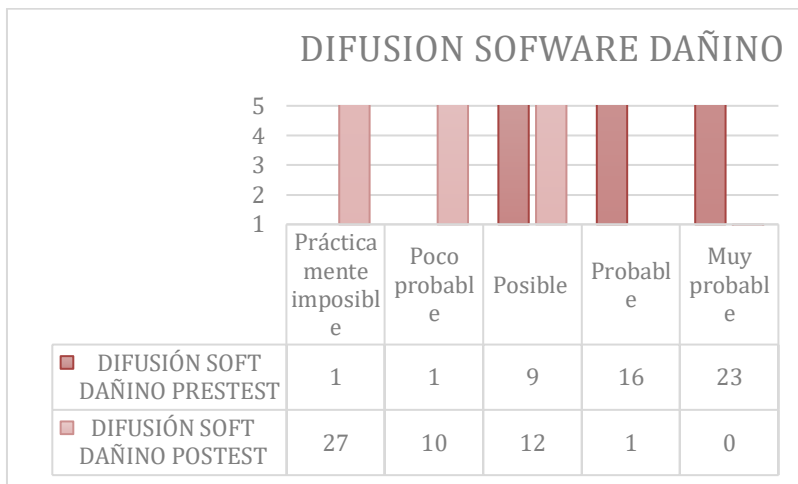 DIFUSION SOFWARE DAÑINO
5
4
3
2
1
Práctica
mente
imposibl
e
Poco
probabl
e
Posible
Probabl
e
Muy
probabl
e
DIFUSIÓN SOFT
DAÑINO PRESTEST
1 1 9 16 23
DIFUSIÓN SOFT
DAÑINO POSTEST
27 10 12 1 0